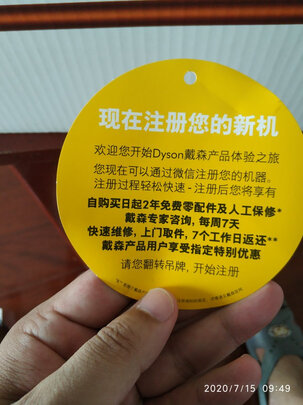 现在注册您的新机
欢迎您开始Dyson戴森产品体验之旅
您现在可以通过微信注册您的机器。
注册过程轻松快速 - 注册后您将享有
自购买日起2年免费零配件及人工保修*
戴森专家咨询，每周7天
快速维修，上门取件，7个工作日返还**
戴森产品用户享受指定特别优惠
请您翻转吊牌，开始注册
2020/7/15 09:49